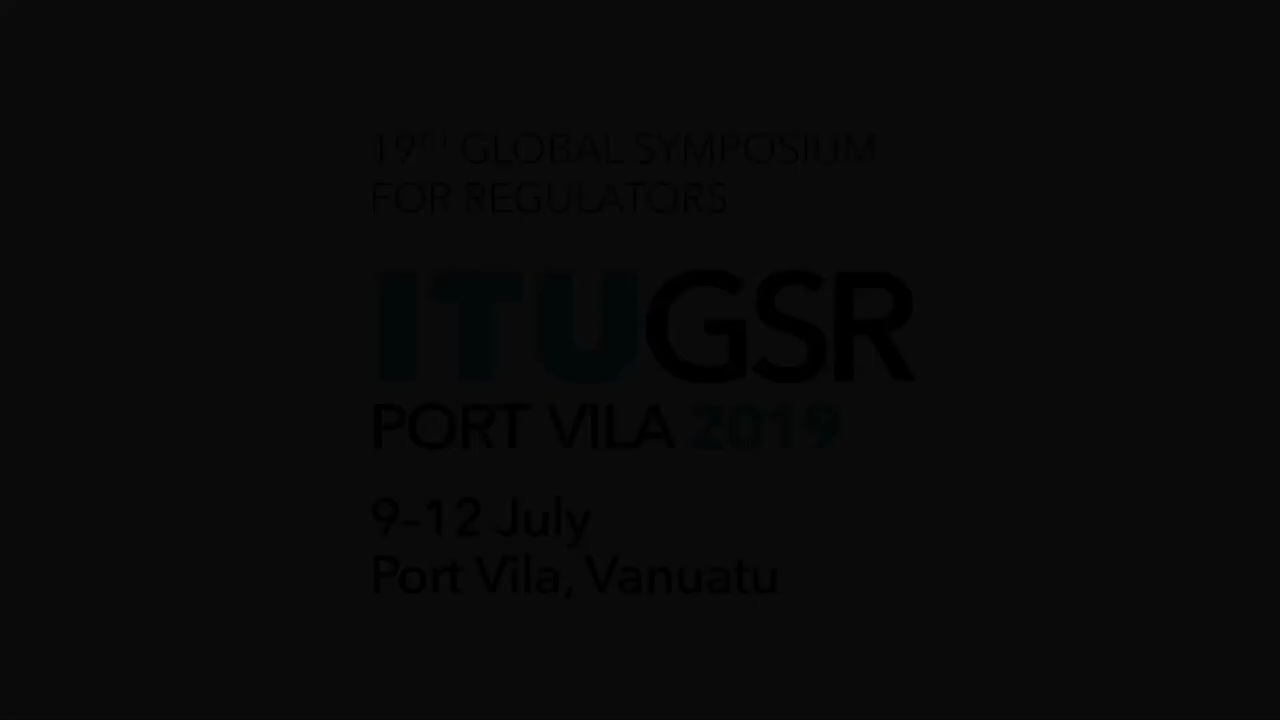 19TH GLOBAL SYMPOSIUM
FOR REGULATORS
ITUGSR
PORT VILA 2019
9–12 July
Port Vila, Vanuatu